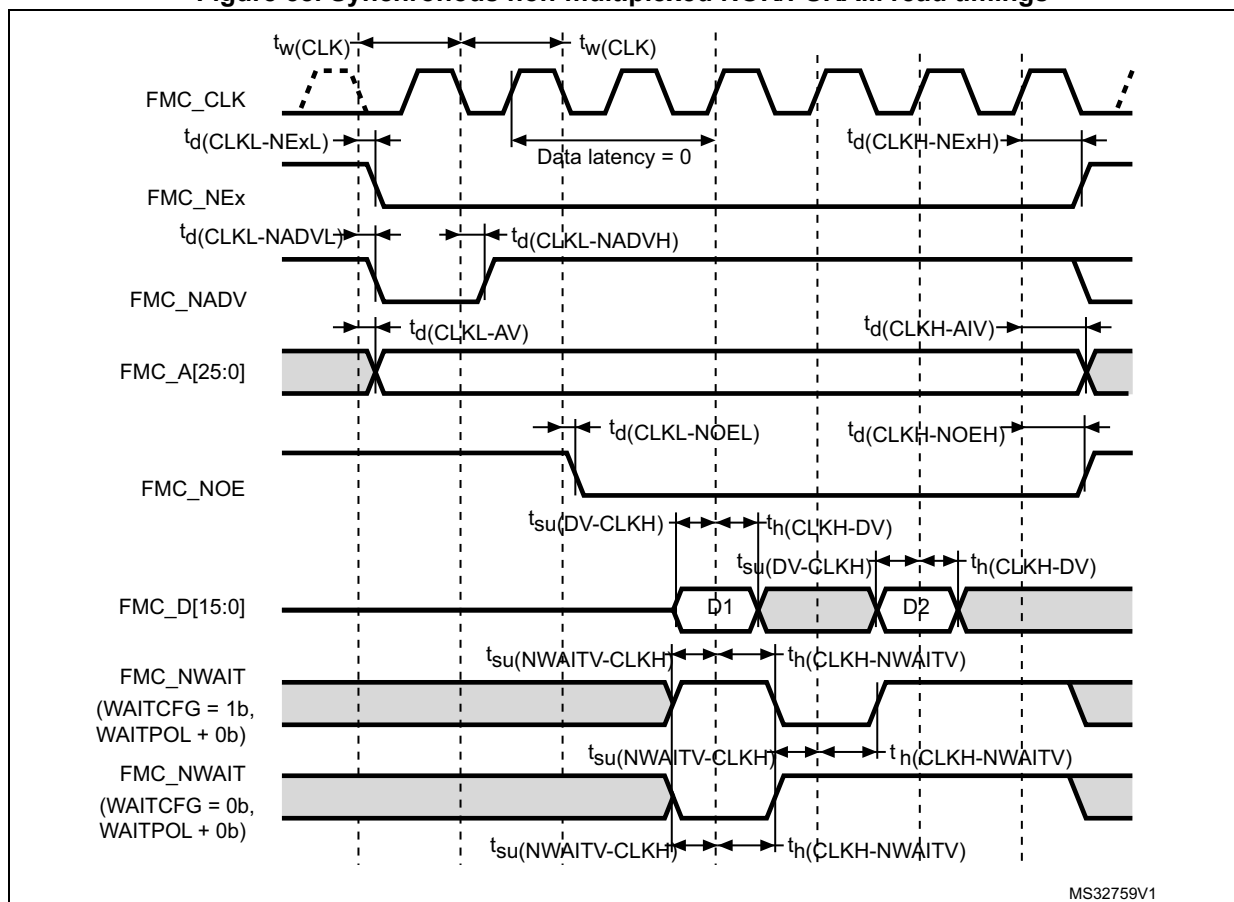 tw(CLK) tw(CLK)
FMC_CLK
td(CLKL-NExL) Data latency = 0 td(CLKH-NExH)
FMC_NEx
td(CLKL-NADVL) td(CLKL-NADVH)
FMC_NADV
td(CLKL-AV) td(CLKH-AIV)
FMC_A[25:0]
td(CLKL-NOEL) td(CLKH-NOEH)
FMC_NOE
tsu(DV-CLKH) th(CLKH-DV)
tsu(DV-CLKH) th(CLKH-DV)
FMC_D[15:0] D1 D2
tsu(NWAITV-CLKH) th(CLKH-NWAITV)
FMC_NWAIT
(WAITCFG = 1b,
WAITPOL + 0b)
tsu(NWAITV-CLKH) th(CLKH-NWAITV)
FMC_NWAIT
(WAITCFG = 0b,
WAITPOL + 0b)
tsu(NWAITV-CLKH) th(CLKH-NWAITV)
MS32759V1